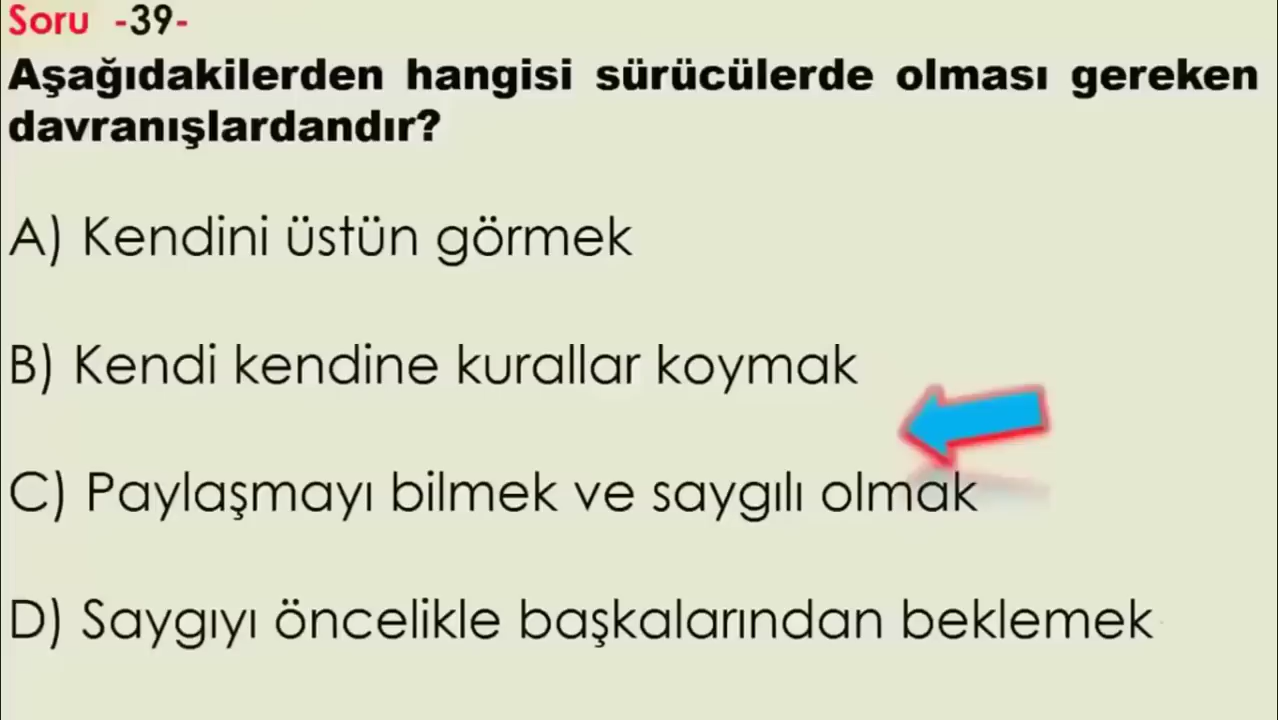 Soru -39-
Aşağıdakilerden hangisi sürücülerde olması gereken
davranışlardandır?
A) Kendini üstün görmek
B) Kendi kendine kurallar koymak
C) Paylaşmayı bilmek ve saygılı olmak
D) Saygıyı öncelikle başkalarından beklemek